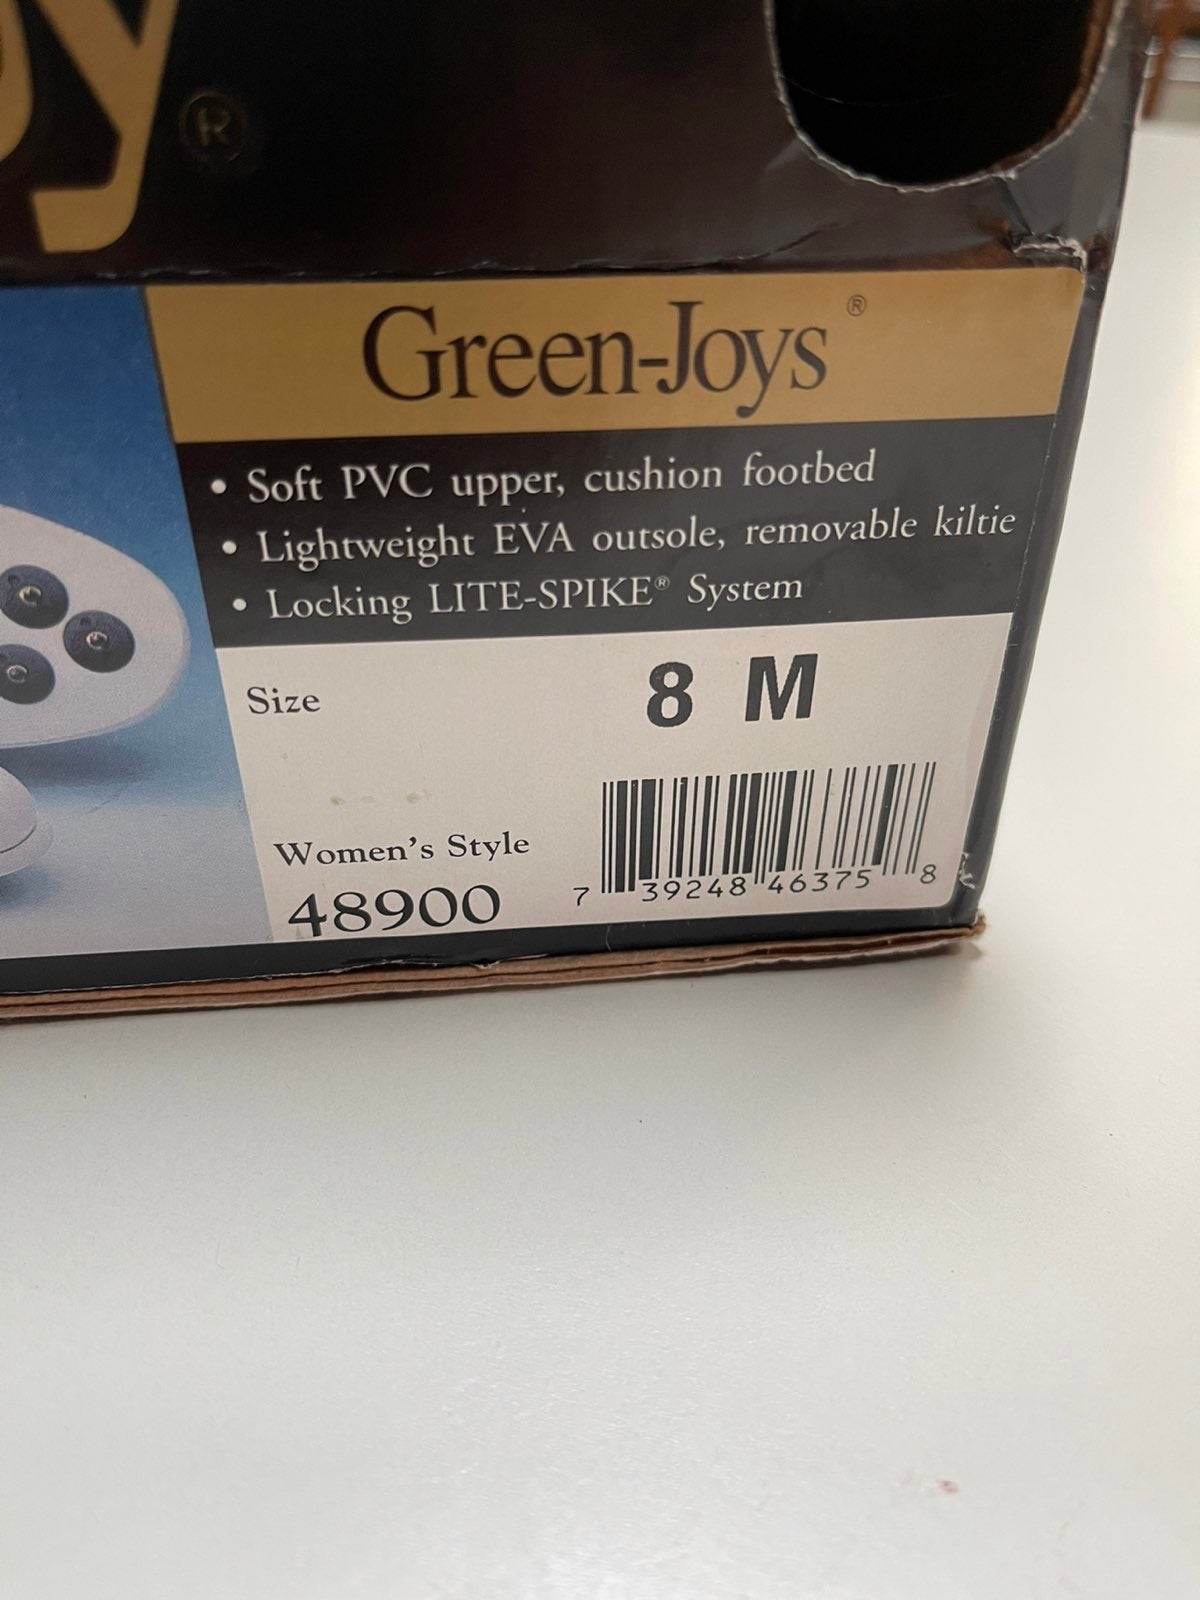 ®
Green-Joys®
• Soft PVC upper, cushion footbed
• Lightweight EVA outsole, removable kiltie
• Locking LITE-SPIKE® System
Size 8 M
Women's Style
48900
7 39248 46375 8